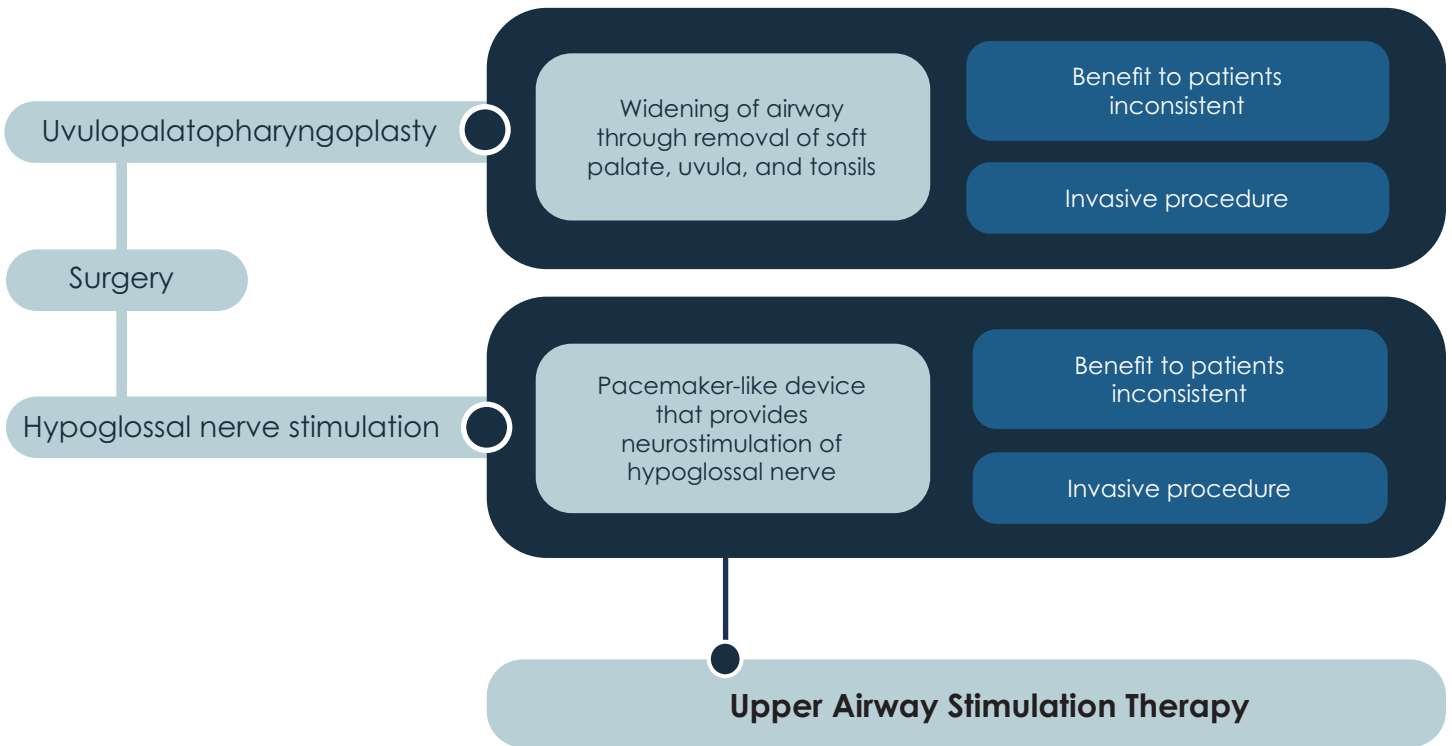 Uvulopalatopharyngoplasty
Widening of airway
through removal of soft
palate, uvula, and tonsils
Benefit to patients
inconsistent
Invasive procedure
Surgery
Hypoglossal nerve stimulation
Pacemaker-like device
that provides
neurostimulation of
hypoglossal nerve
Benefit to patients
inconsistent
Invasive procedure
Upper Airway Stimulation Therapy